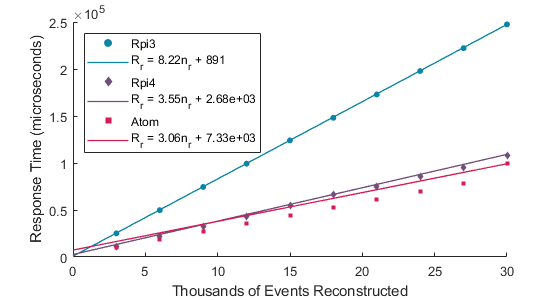 ×10^5
2.5
2
1.5
1
0.5
0
Response Time (microseconds)
Rpi3
R_r = 8.22n_r + 891
Rpi4
R_r = 3.55n_r + 2.68e+03
Atom
R_r = 3.06n_r + 7.33e+03
0 5 10 15 20 25 30
Thousands of Events Reconstructed